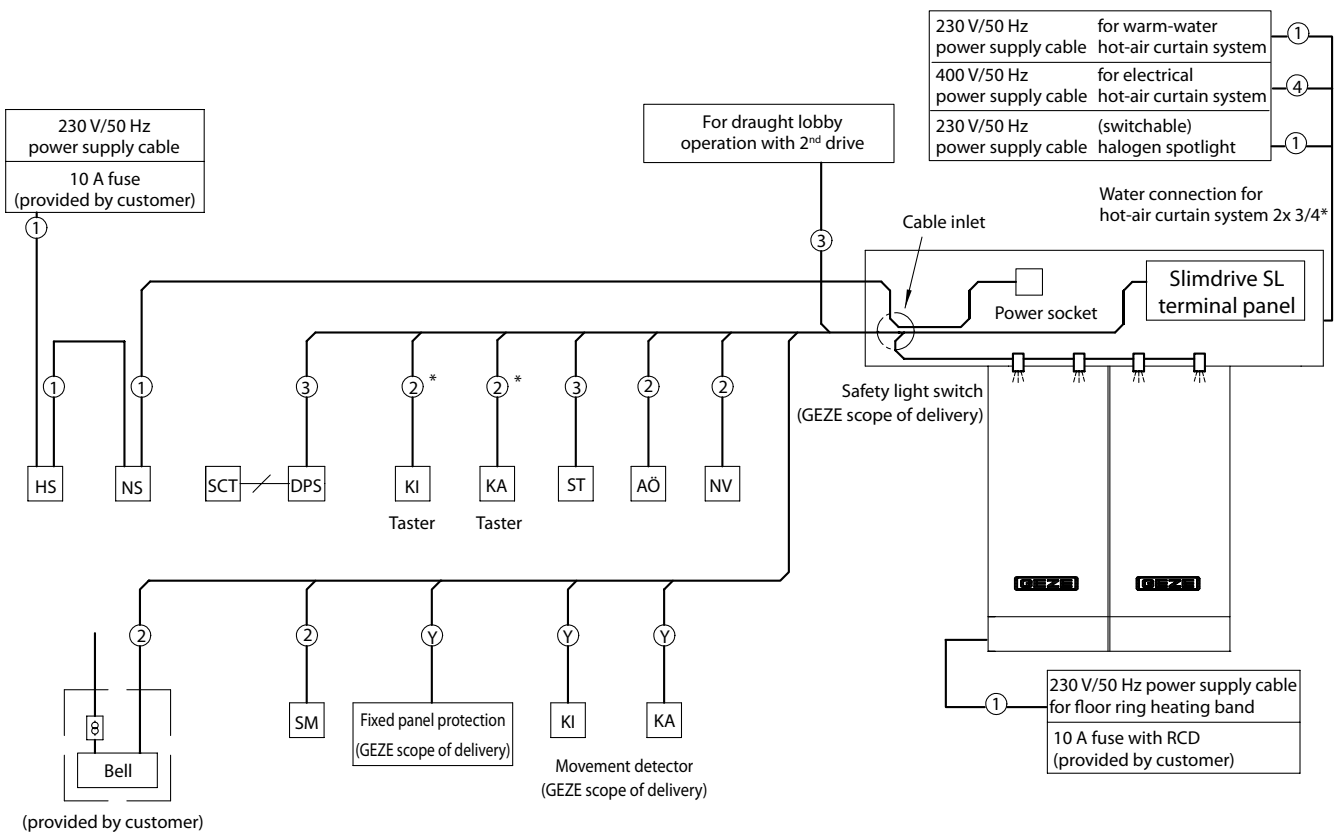 230 V/50 Hz for warm-water
power supply cable hot-air curtain system
1
400 V/50 Hz for electrical
power supply cable hot-air curtain system
4
230 V/50 Hz (switchable)
power supply cable halogen spotlight
1
230 V/50 Hz
power supply cable
10 A fuse
(provided by customer)
1
For draught lobby
operation with 2nd drive
3
Water connection for
hot-air curtain system 2x 3/4*
Cable inlet
Slimdrive SL
terminal panel
Power socket
Safety light switch
(GEZE scope of delivery)
1
1
3
2 *
2 *
3
2
2
HS
NS
SCT
DPS
KI
KA
ST
AÖ
NV
Taster
Taster
GEZE
GEZE
2
2
Y
Y
Y
8
Bell
(provided by customer)
SM
Fixed panel protection
(GEZE scope of delivery)
KI
KA
Movement detector
(GEZE scope of delivery)
1
230 V/50 Hz power supply cable
for floor ring heating band
10 A fuse with RCD
(provided by customer)